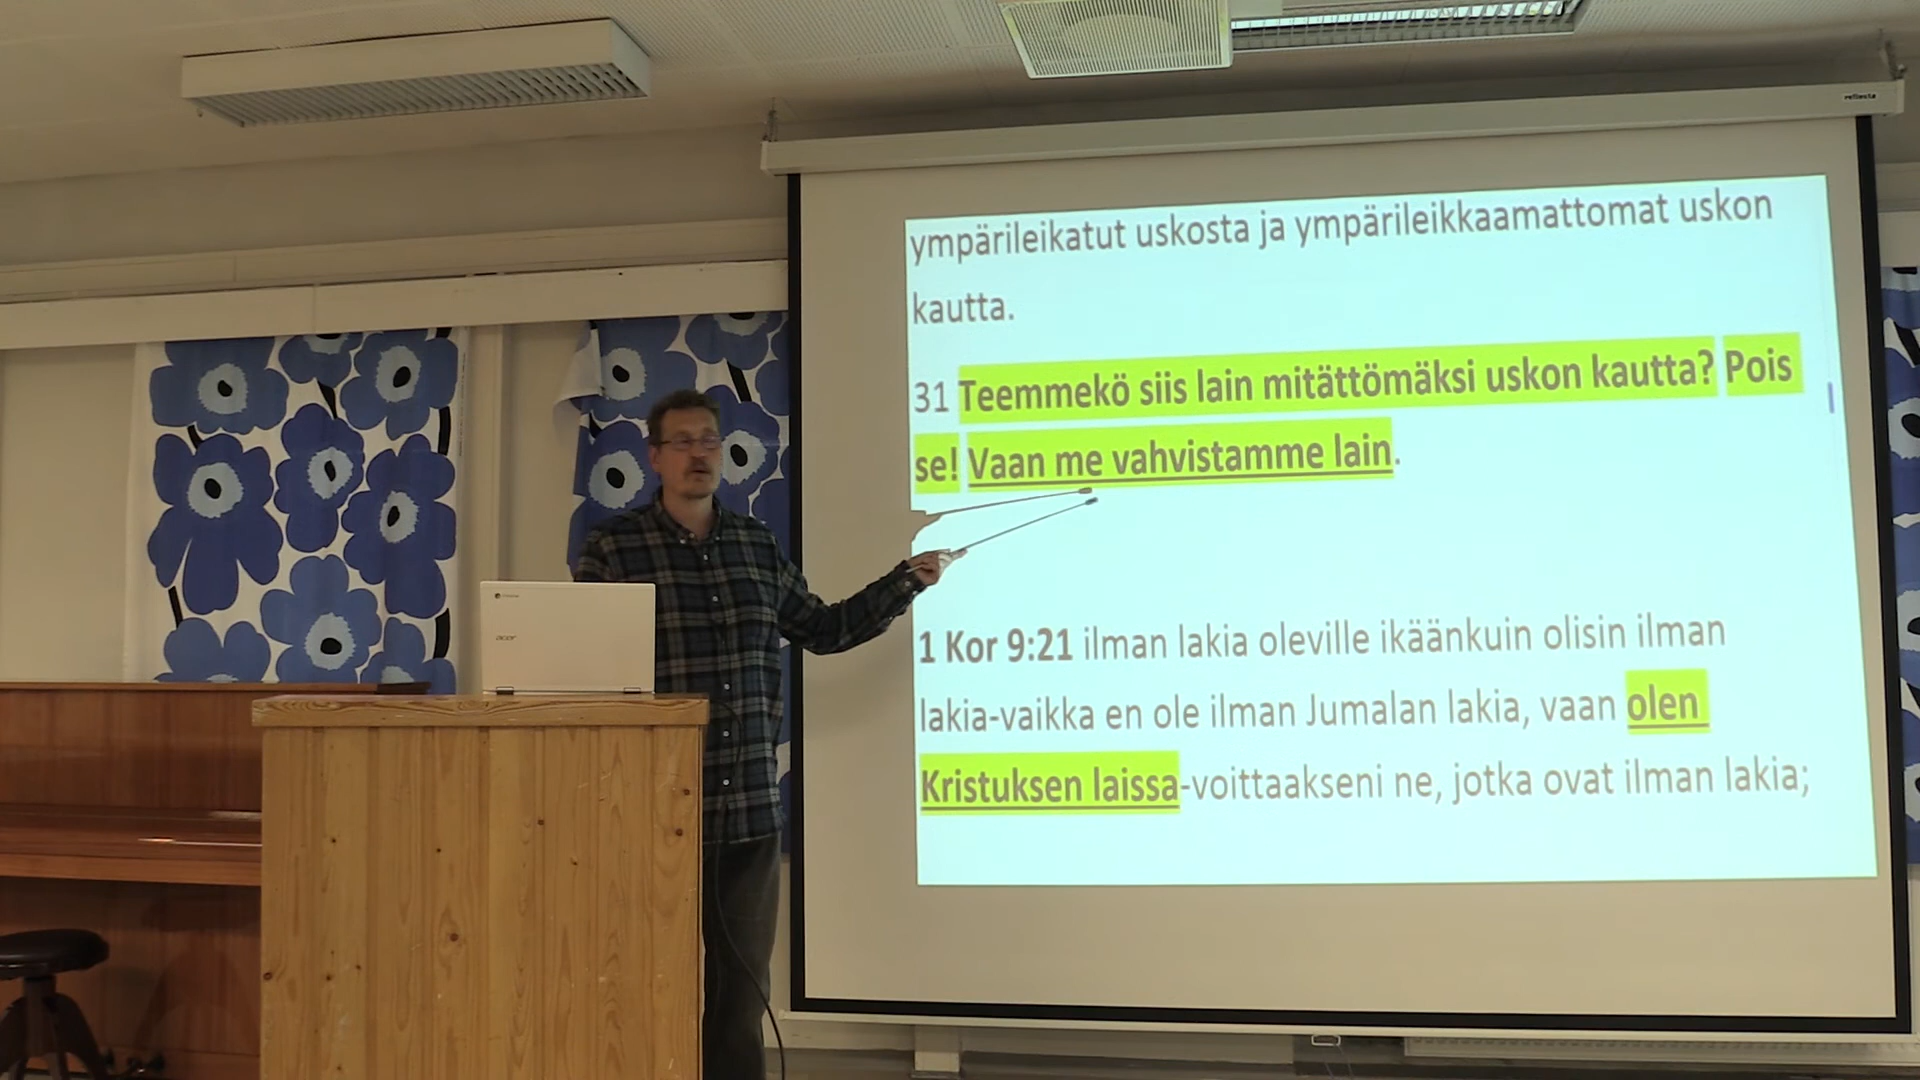 reflecta
ympärileikatut uskosta ja ympärileikkaamattomat uskon
kautta.
31 Teemmekö siis lain mitättömäksi uskon kautta? Pois
se! Vaan me vahvistamme lain.
1 Kor 9:21 ilman lakia oleville ikäänkuin olisin ilman
lakia-vaikka en ole ilman Jumalan lakia, vaan olen
Kristuksen laissa-voittaakseni ne, jotka ovat ilman lakia;
acer